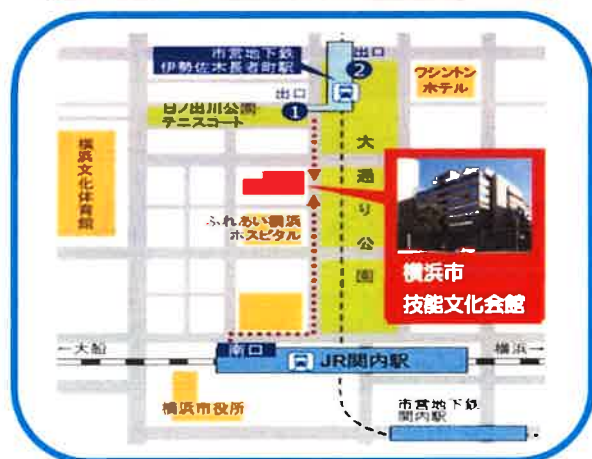 市営地下鉄
伊勢佐木長者町駅
出口
2
ワシントン
ホテル
出口
1
日ノ出川公園
テニスコート
横浜文化体育館
大通り公園
ふれあい横浜
ホスピタル
横浜市
技能文化会館
←大船
南口
JR関内駅
横浜→
横浜市役所
市営地下鉄
関内駅